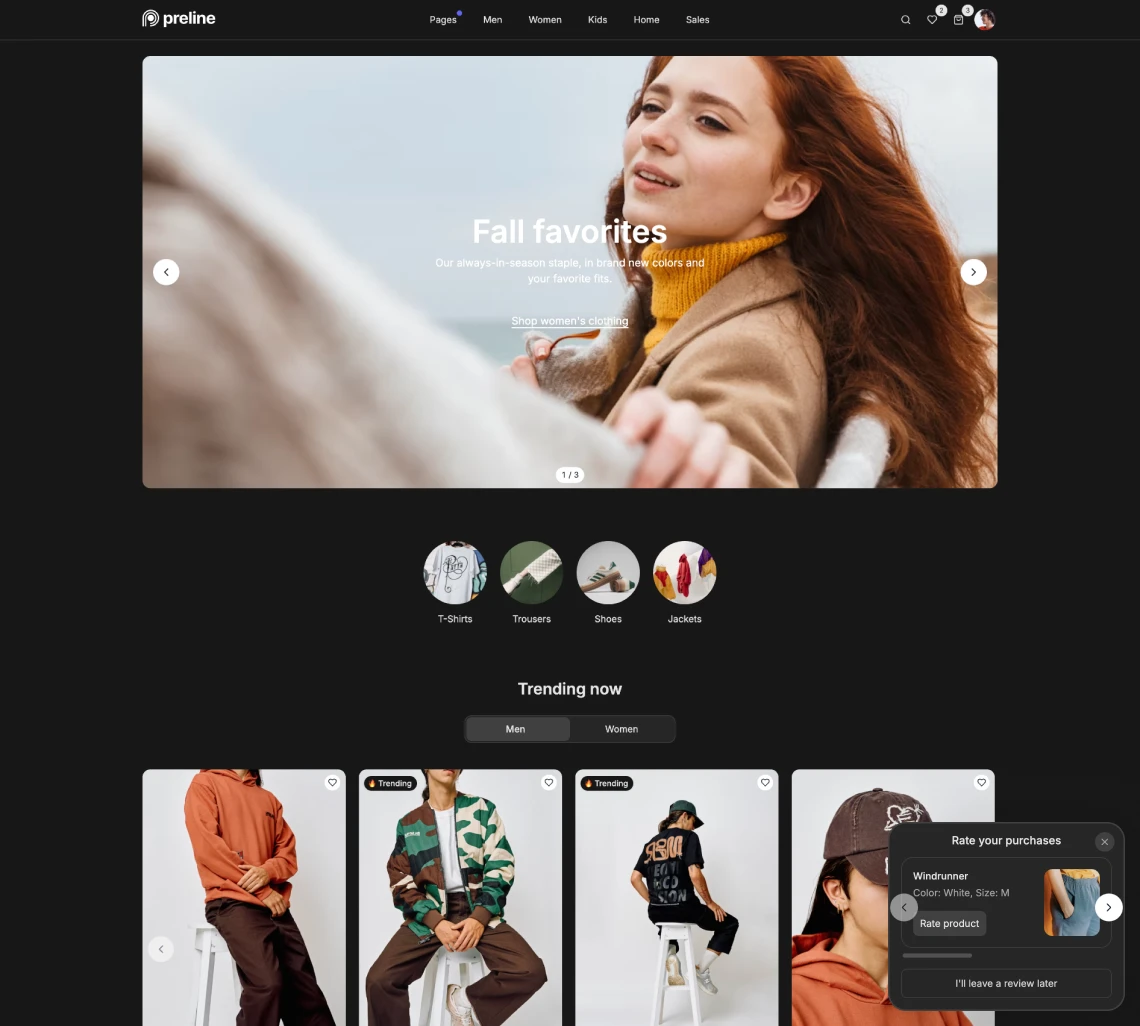 preline
Pages
Men
Women
Kids
Home
Sales
2
3
Fall favorites
Our always-in-season staple, in brand new colors and
your favorite fits.
Shop women's clothing
1 / 3
T-Shirts
Trousers
Shoes
Jackets
Trending now
Men
Women
Trending
Trending
Rate your purchases
Windrunner
Color: White, Size: M
Rate product
I'll leave a review later